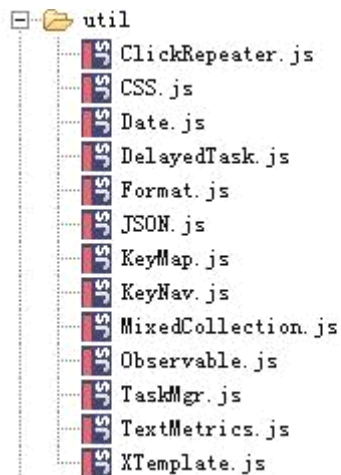 util
ClickRepeater.js
CSS.js
Date.js
DelayedTask.js
Format.js
JSON.js
KeyMap.js
KeyNav.js
MixedCollection.js
Observable.js
TaskMgr.js
TextMetrics.js
XTemplate.js